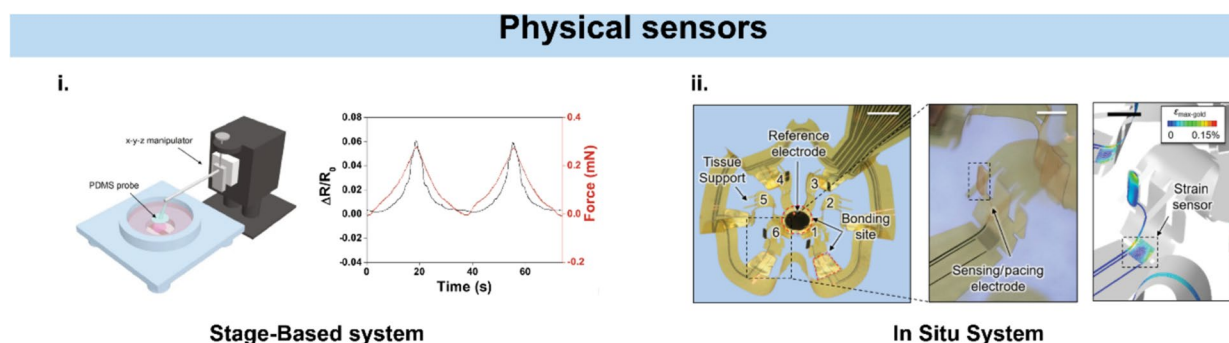 Physical sensors
i.
x-y-z manipulator
PDMS probe
ΔR/R₀
0.08
0.06
0.04
0.02
0.00
-0.02
-0.04
0
20
40
60
Time (s)
0.4
0.2
0.0
-0.2
Force (mN)
Stage-Based system
ii.
Reference
electrode
Tissue
Support
4
3
5
2
6
1
Bonding
site
Sensing/pacing
electrode
εmax-gold
0 0.15%
Strain
sensor
In Situ System